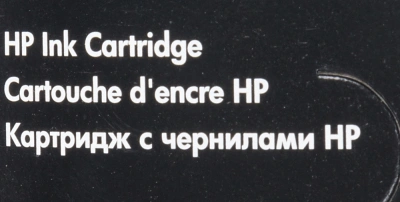 HP Ink Cartridge
Cartouche d'encre HP
Картридж с чернилами HP